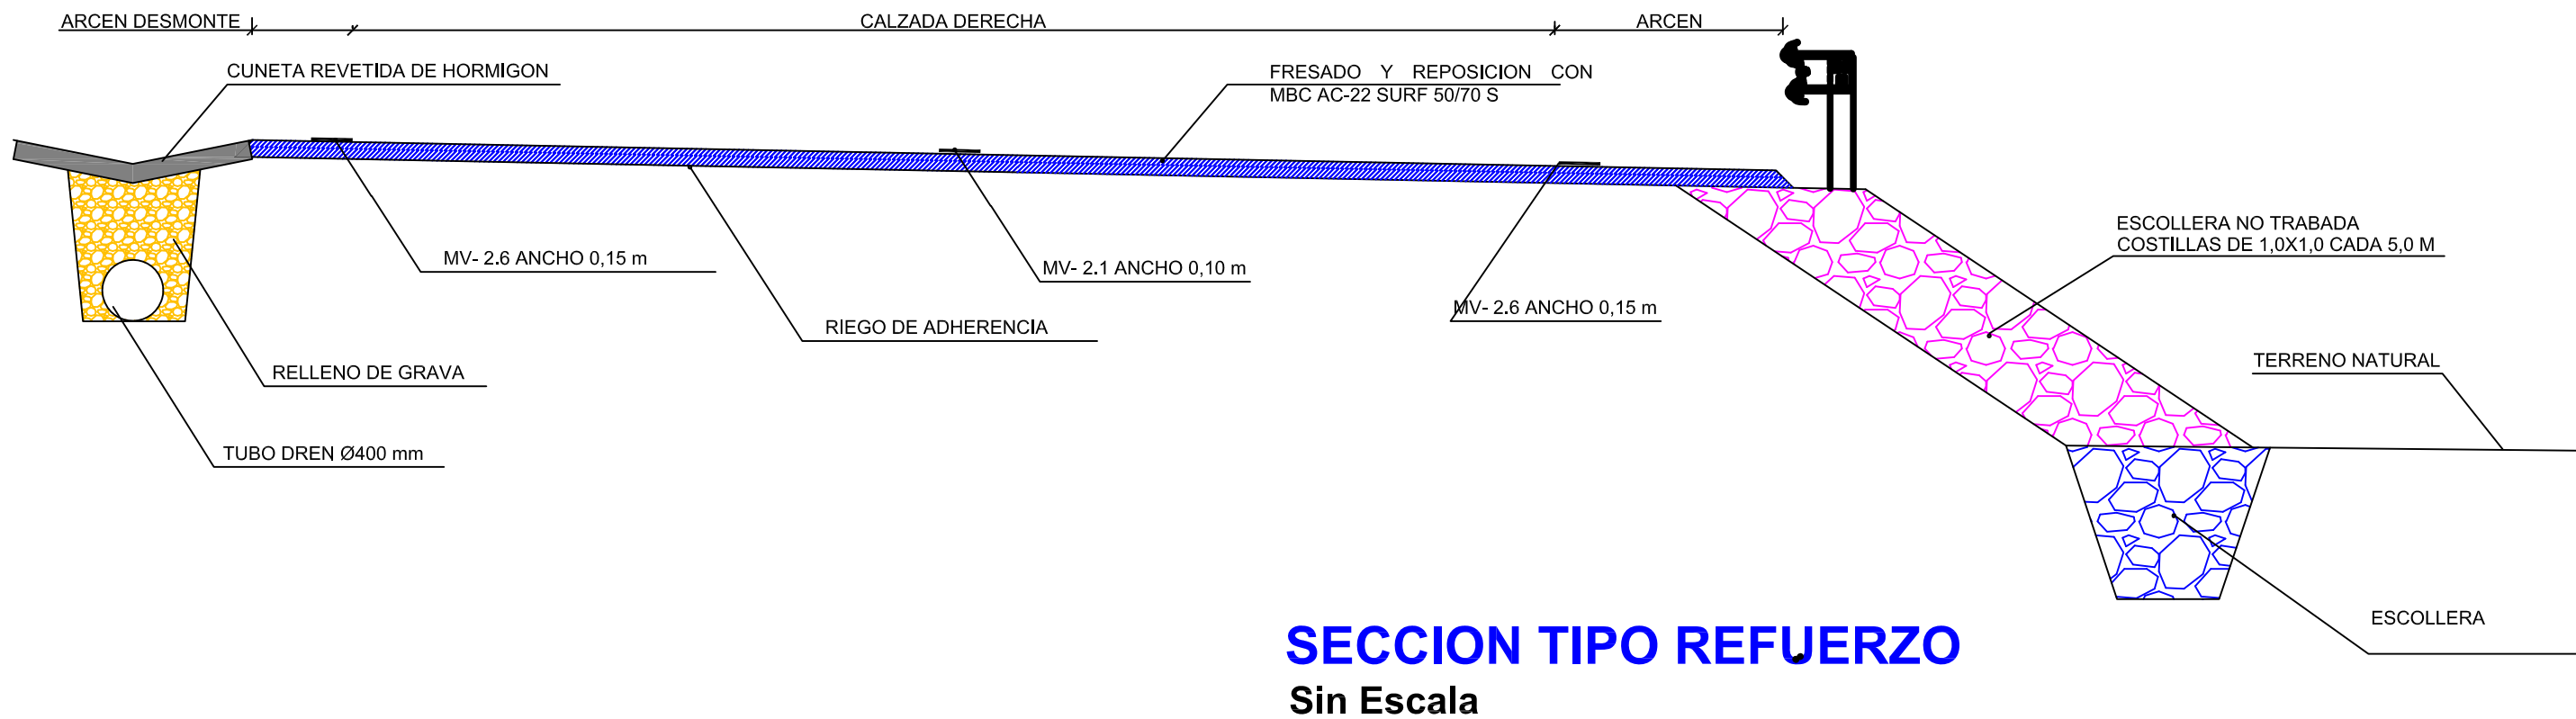 ARCEN DESMONTE
CALZADA DERECHA
ARCEN
CUNETA REVETIDA DE HORMIGON
FRESADO Y REPOSICION CON
MBC AC-22 SURF 50/70 S
ESCOLLERA NO TRABADA
COSTILLAS DE 1,0X1,0 CADA 5,0 M
MV- 2.6 ANCHO 0,15 m
MV- 2.1 ANCHO 0,10 m
MV- 2.6 ANCHO 0,15 m
RIEGO DE ADHERENCIA
RELLENO DE GRAVA
TERRENO NATURAL
TUBO DREN Ø400 mm
ESCOLLERA
SECCION TIPO REFUERZO
Sin Escala